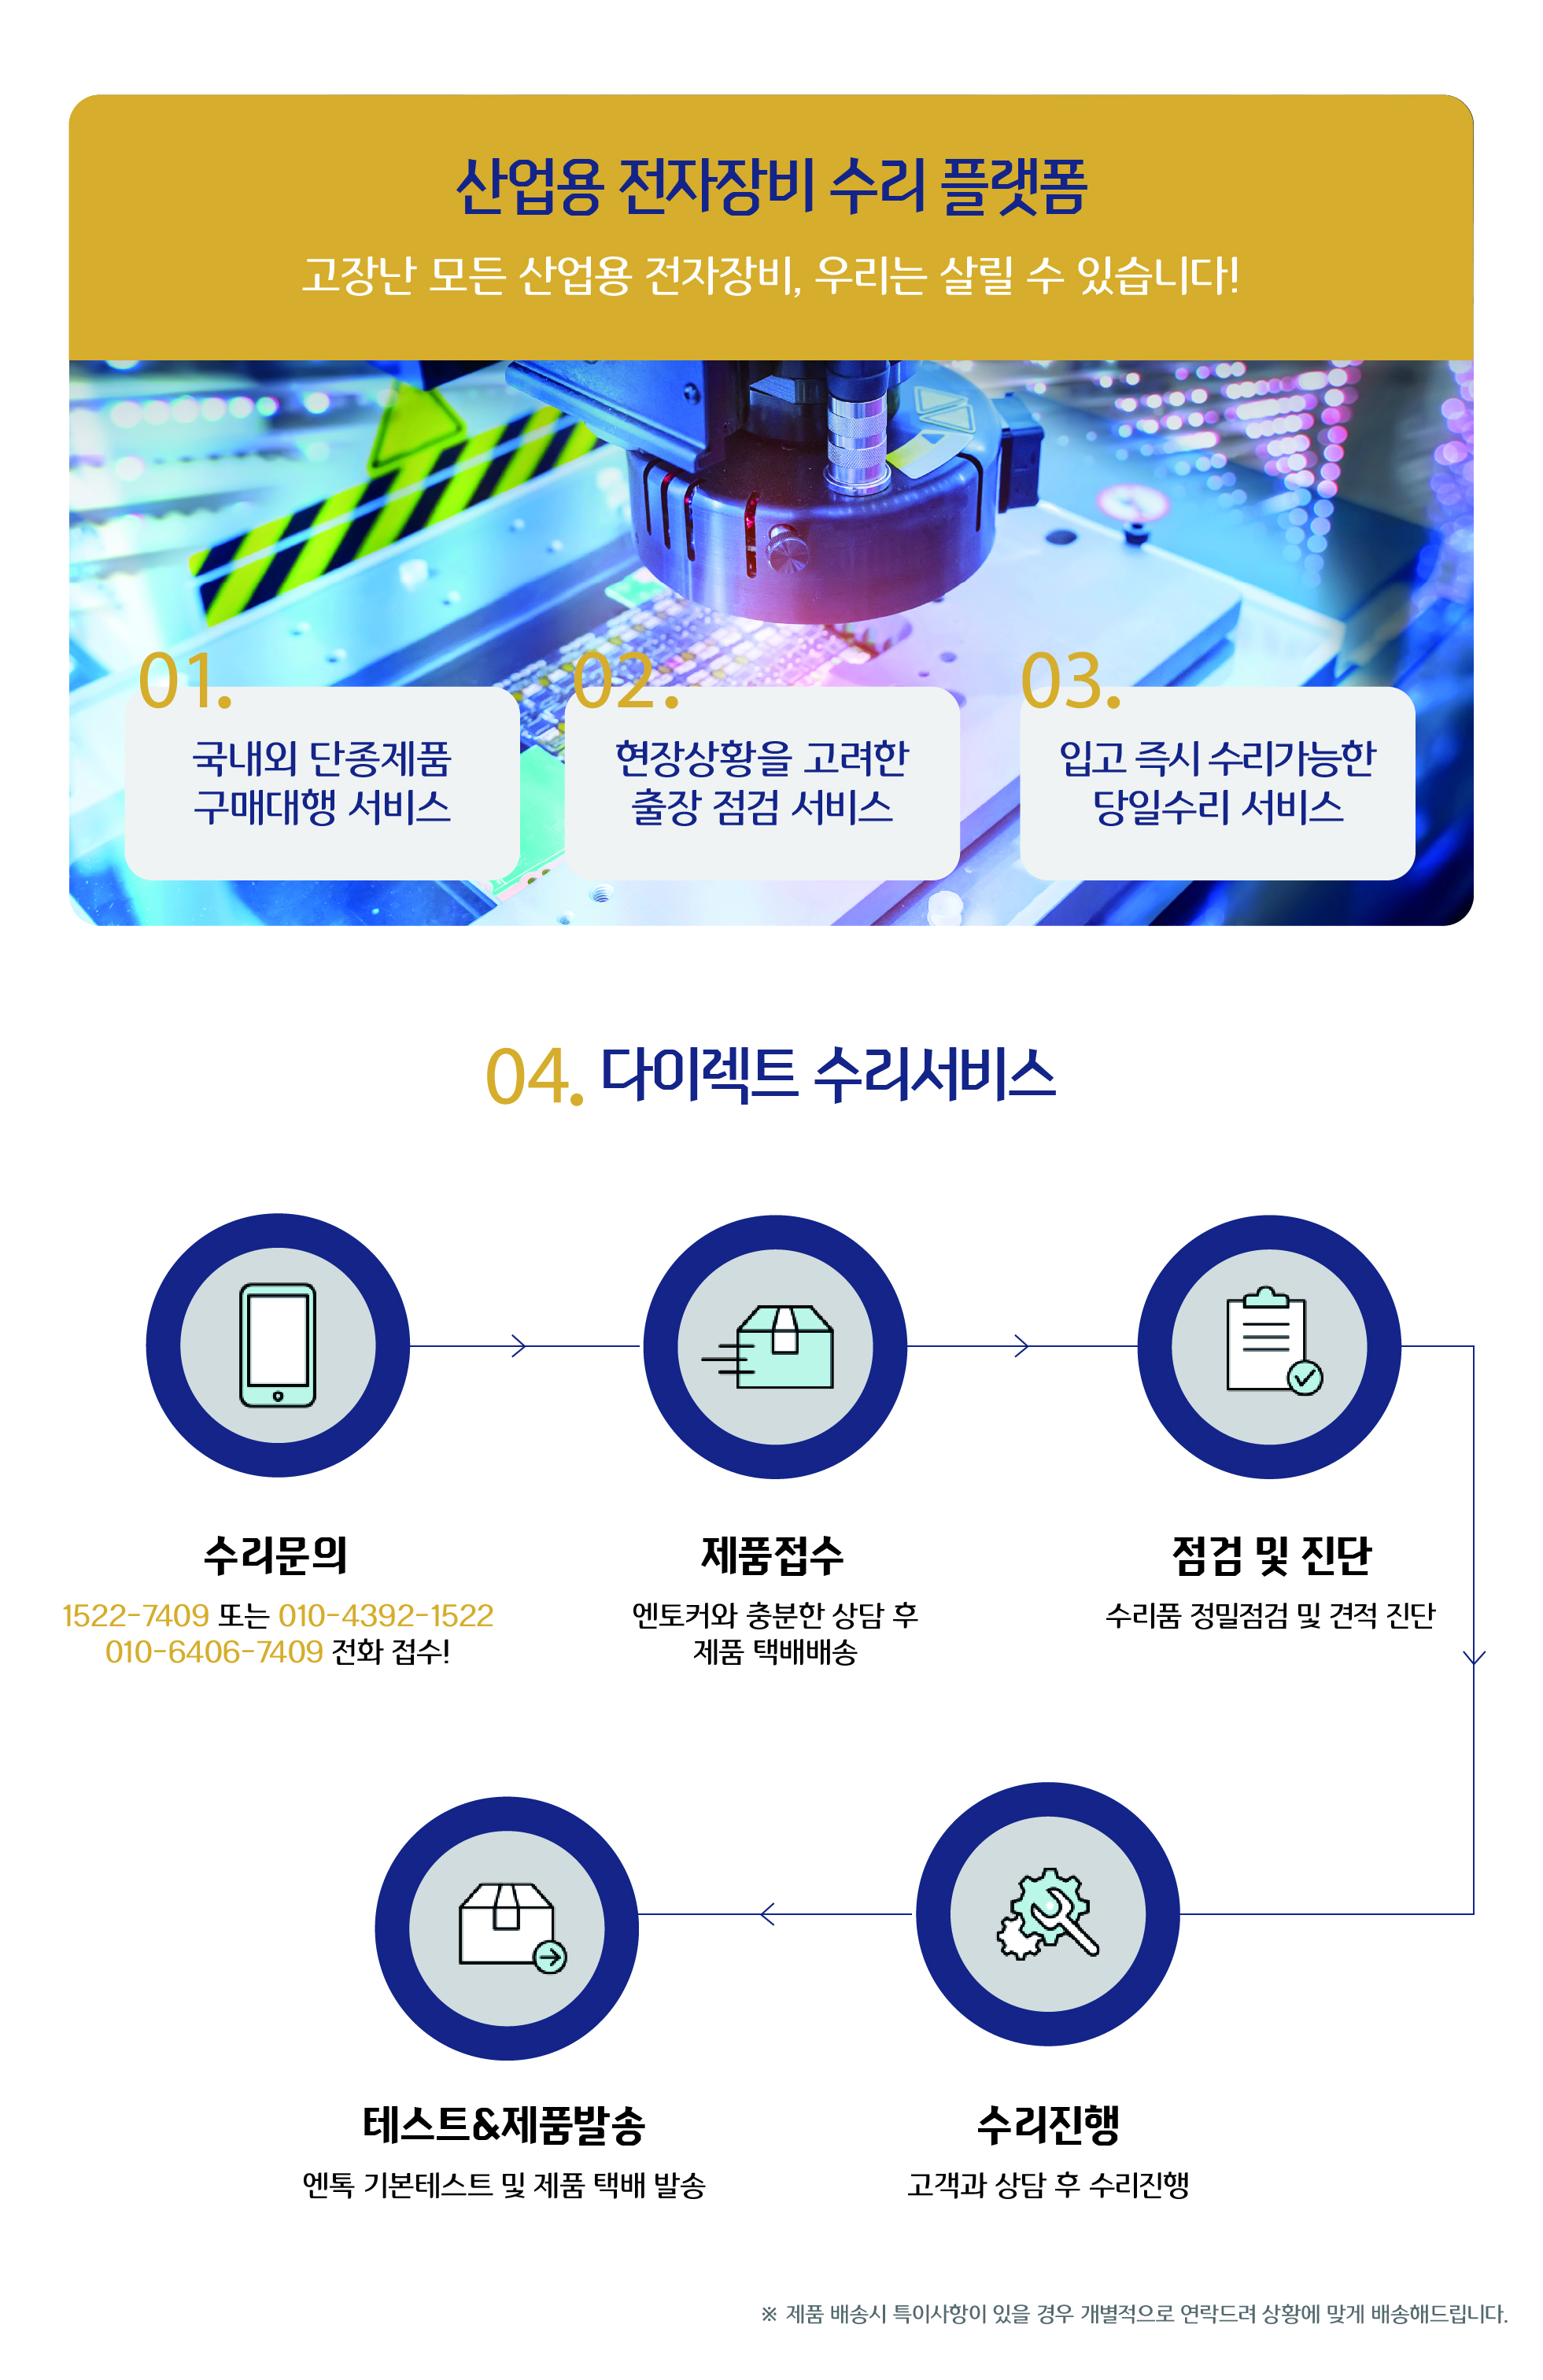 산업용 전자장비 수리 플랫폼
고장난 모든 산업용 전자장비, 우리는 살릴 수 있습니다!
01.
국내외 단종제품
구매대행 서비스
02.
현장상황을 고려한
출장 점검 서비스
03.
입고 즉시 수리가능한
당일수리 서비스
04. 다이렉트 수리서비스
수리문의
1522-7409 또는 010-4392-1522
010-6406-7409 전화 접수!
제품접수
엔토커와 충분한 상담 후
제품 택배배송
점검 및 진단
수리품 정밀점검 및 견적 진단
테스트&제품발송
엔톡 기본테스트 및 제품 택배 발송
수리진행
고객과 상담 후 수리진행
※ 제품 배송시 특이사항이 있을 경우 개별적으로 연락드려 상황에 맞게 배송해드립니다.